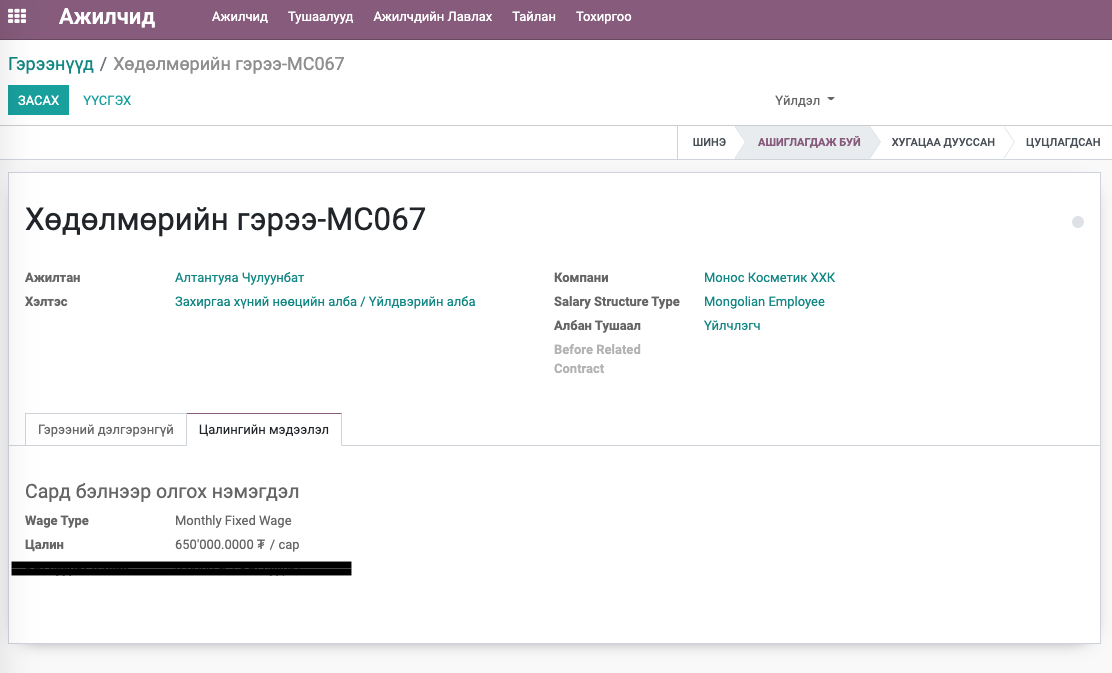 Ажилчид Ажилчид Тушаалууд Ажилчдийн Лавлах Тайлан Тохиргоо
Гэрээнүүд / Хөдөлмөрийн гэрээ-МС067
ЗАСАХ ҮҮСГЭХ Үйлдэл
ШИНЭ АШИГЛАГДАЖ БУЙ ХУГАЦАА ДУУССАН ЦУЦЛАГДСАН
Хөдөлмөрийн гэрээ-МС067
Ажилтан Алтантуяа Чулуунбат Компани Монос Косметик ХХК
Хэлтэс Захиргаа хүний нөөцийн алба / Үйлдвэрийн алба Salary Structure Type Mongolian Employee
Албан Тушаал Үйлчлэгч
Before Related
Contract
Гэрээний дэлгэрэнгүй Цалингийн мэдээлэл
Сард бэлнээр олгох нэмэгдэл
Wage Type Monthly Fixed Wage
Цалин 650'000.0000 ₮ / сар